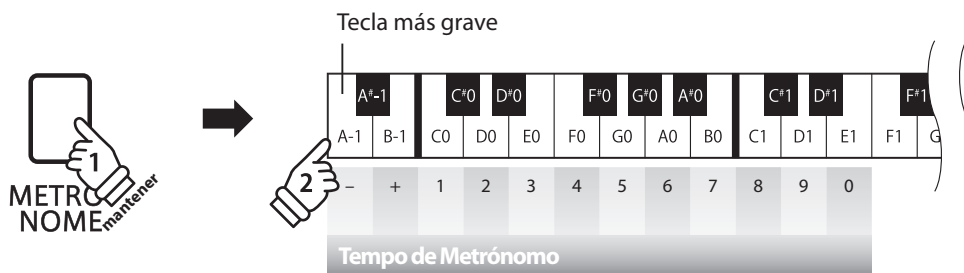 Tecla más grave
A#-1 C#0 D#0 F#0 G#0 A#0 C#1 D#1 F#1
A-1 B-1 C0 D0 E0 F0 G0 A0 B0 C1 D1 E1 F1 G
1
2
– + 1 2 3 4 5 6 7 8 9 0
METRO
NOME
mantener
Tempo de Metrónomo